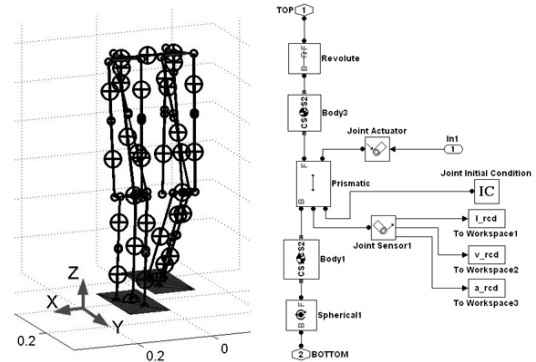 Z
X
Y
0.2
0.2
0
TOP
1
F
B
Revolute
CS1
CS2
Body3
Joint Actuator
In1
1
F
B
Prismatic
Joint Initial Condition
IC
l_rcd
To Workspace1
Joint Sensor1
v_rcd
To Workspace2
a_rcd
To Workspace3
CS1
CS2
Body1
F
B
Spherical1
2
BOTTOM